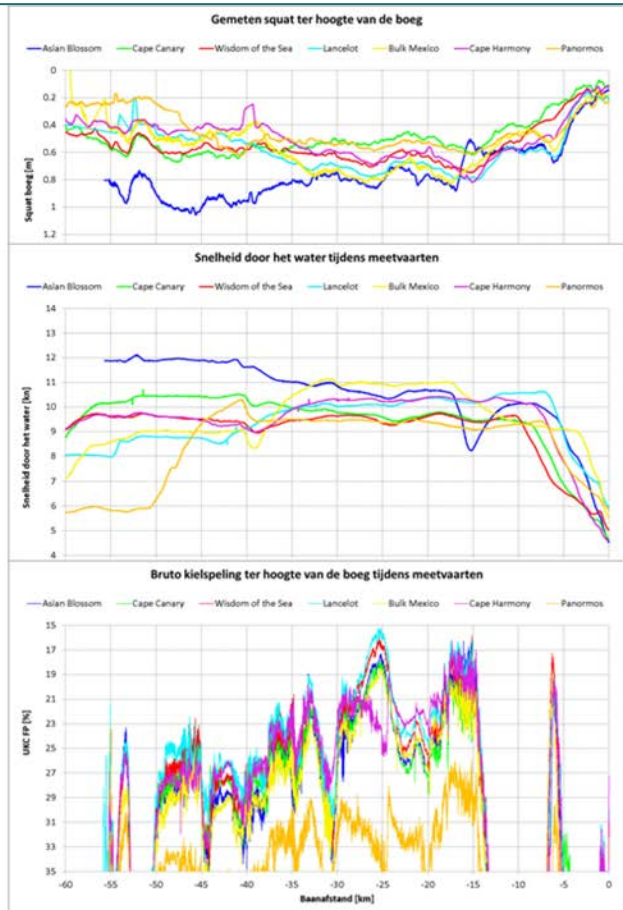 Gemeten squat ter hoogte van de boeg
Asian Blossom Cape Canary Wisdom of the Sea Lancelot Bulk Mexico Cape Harmony Panormos
Squat boeg [m]
0
0.2
0.4
0.6
0.8
1
1.2
Snelheid door het water tijdens meetvaarten
Asian Blossom Cape Canary Wisdom of the Sea Lancelot Bulk Mexico Cape Harmony Panormos
Snelheid door het water [kn]
14
13
12
11
10
9
8
7
6
5
4
Bruto kielspeling ter hoogte van de boeg tijdens meetvaarten
Asian Blossom Cape Canary Wisdom of the Sea Lancelot Bulk Mexico Cape Harmony Panormos
UKC FP [%]
15
17
19
21
23
25
27
29
31
33
35
-60 -55 -50 -45 -40 -35 -30 -25 -20 -15 -10 -5 0
Baanafstand [km]